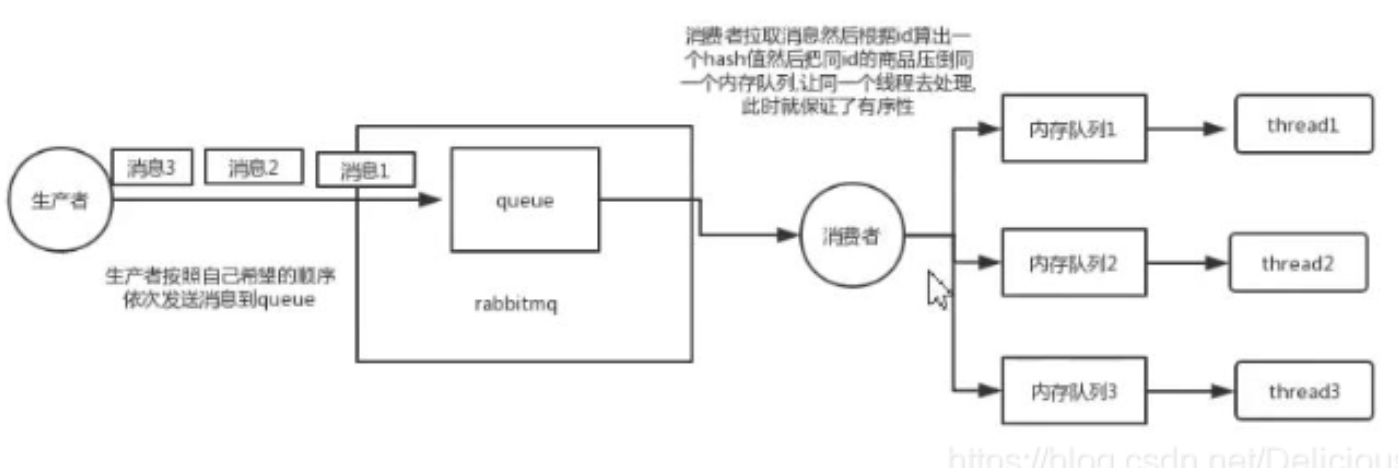 消费者拉取消息然后根据id算出一
个hash值然后把同id的商品压倒同
一个内存队列,让同一个线程去处理,
此时就保证了有序性
内存队列1
thread1
消息3
消息2
消息1
生产者
queue
消费者
内存队列2
thread2
生产者按照自己希望的顺序
依次发送消息到queue
rabbitmq
内存队列3
thread3
https://blog.csdn.net/Delicious